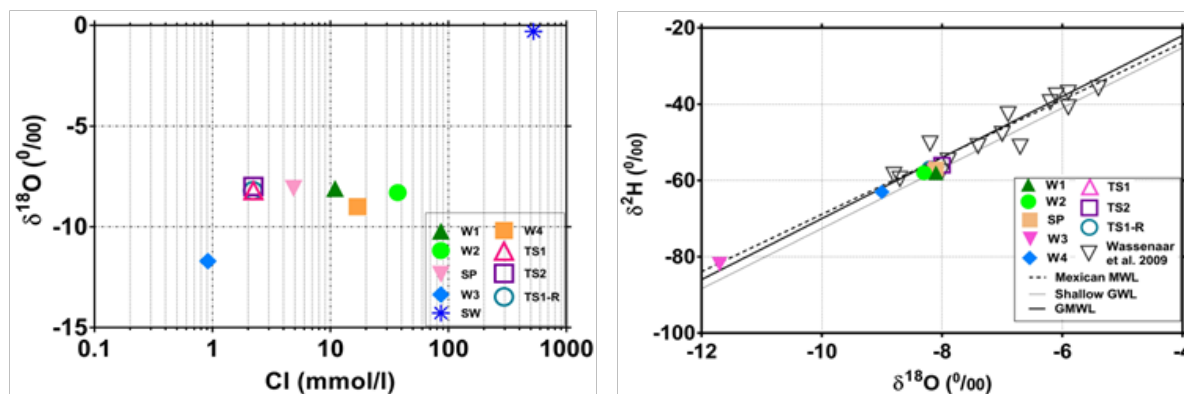 0
-5
-10
-15
0.1
1
10
100
1000
δ18O (0/00)
Cl (mmol/l)
W1 W4
W2 TS1
SP TS2
W3 TS1-R
SW
-20
-40
-60
-80
-100
-12
-10
-8
-6
-4
δ2H (0/00)
δ18O (0/00)
W1 TS1
W2 TS2
SP TS1-R
W3 Wassenaar
W4 et al. 2009
Mexican MWL
Shallow GWL
GMWL